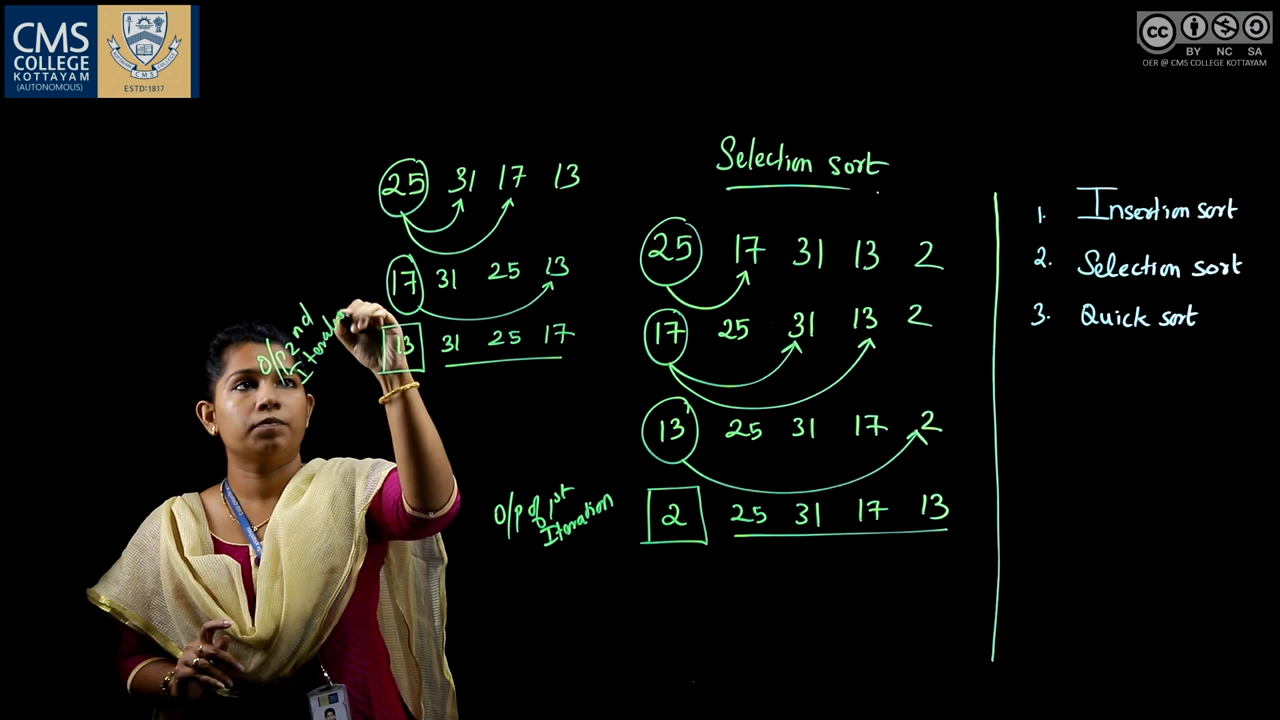 CMS
COLLEGE
KOTTAYAM
(AUTONOMOUS)
ESTD:1817
CC
BY NC SA
OER @ CMS COLLEGE KOTTAYAM
25 31 17 13
17 31 25 13
13 31 25 17
O/p 2nd
Iteration
Selection sort
25 17 31 13 2
17 25 31 13 2
13 25 31 17 2
2 25 31 17 13
O/p of 1st
Iteration
1. Insertion sort
2. Selection sort
3. Quick sort